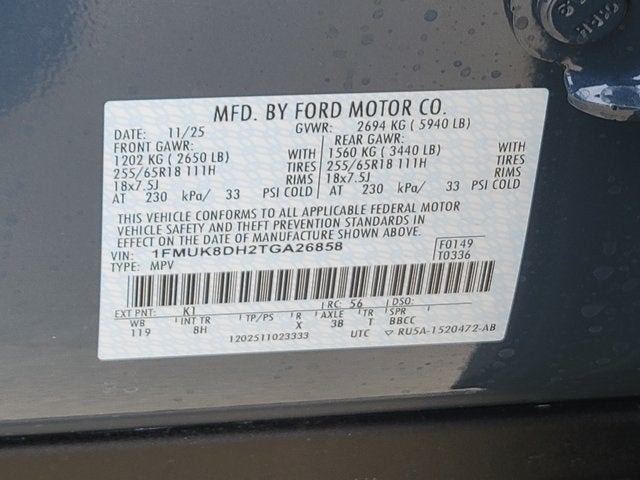 MFD. BY FORD MOTOR CO.
DATE: 11/25 GVWR: 2694 KG ( 5940 LB)
FRONT GAWR: REAR GAWR:
1202 KG ( 2650 LB) WITH 1560 KG ( 3440 LB) WITH
255/65R18 111H TIRES 255/65R18 111H TIRES
18x7.5J RIMS 18x7.5J RIMS
AT 230 kPa/ 33 PSI COLD AT 230 kPa/ 33 PSI COLD
THIS VEHICLE CONFORMS TO ALL APPLICABLE FEDERAL MOTOR
VEHICLE SAFETY AND THEFT PREVENTION STANDARDS IN
EFFECT ON THE DATE OF MANUFACTURE SHOWN ABOVE.
VIN: 1FMUK8DH2TGA26858 F0149
TYPE: MPV T0336
EXT PNT: K1 RC: 56 DSO:
WB INT TR TP/PS R AXLE TR SPR
119 8H X 3B T BBCC
1202511023333 UTC RU5A-1520472-AB